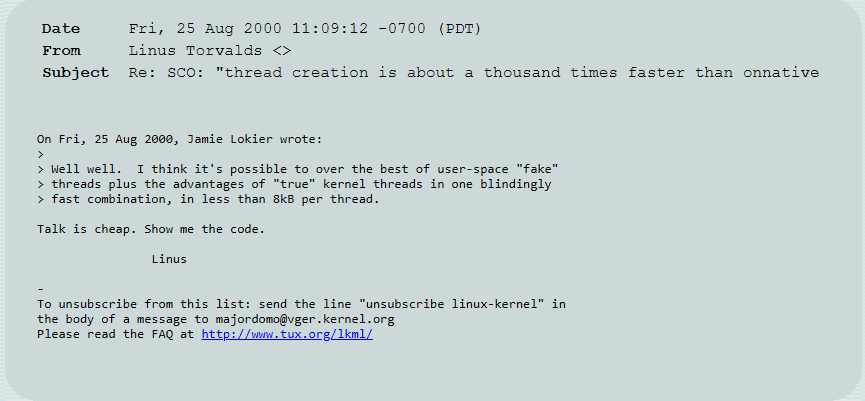 Date Fri, 25 Aug 2000 11:09:12 -0700 (PDT)
From Linus Torvalds <>
Subject Re: SCO: "thread creation is about a thousand times faster than onnative
On Fri, 25 Aug 2000, Jamie Lokier wrote:
>
> Well well.  I think it's possible to over the best of user-space "fake"
> threads plus the advantages of "true" kernel threads in one blindingly
> fast combination, in less than 8kB per thread.
Talk is cheap. Show me the code.
Linus
-
To unsubscribe from this list: send the line "unsubscribe linux-kernel" in
the body of a message to majordomo@vger.kernel.org
Please read the FAQ at http://www.tux.org/lkml/